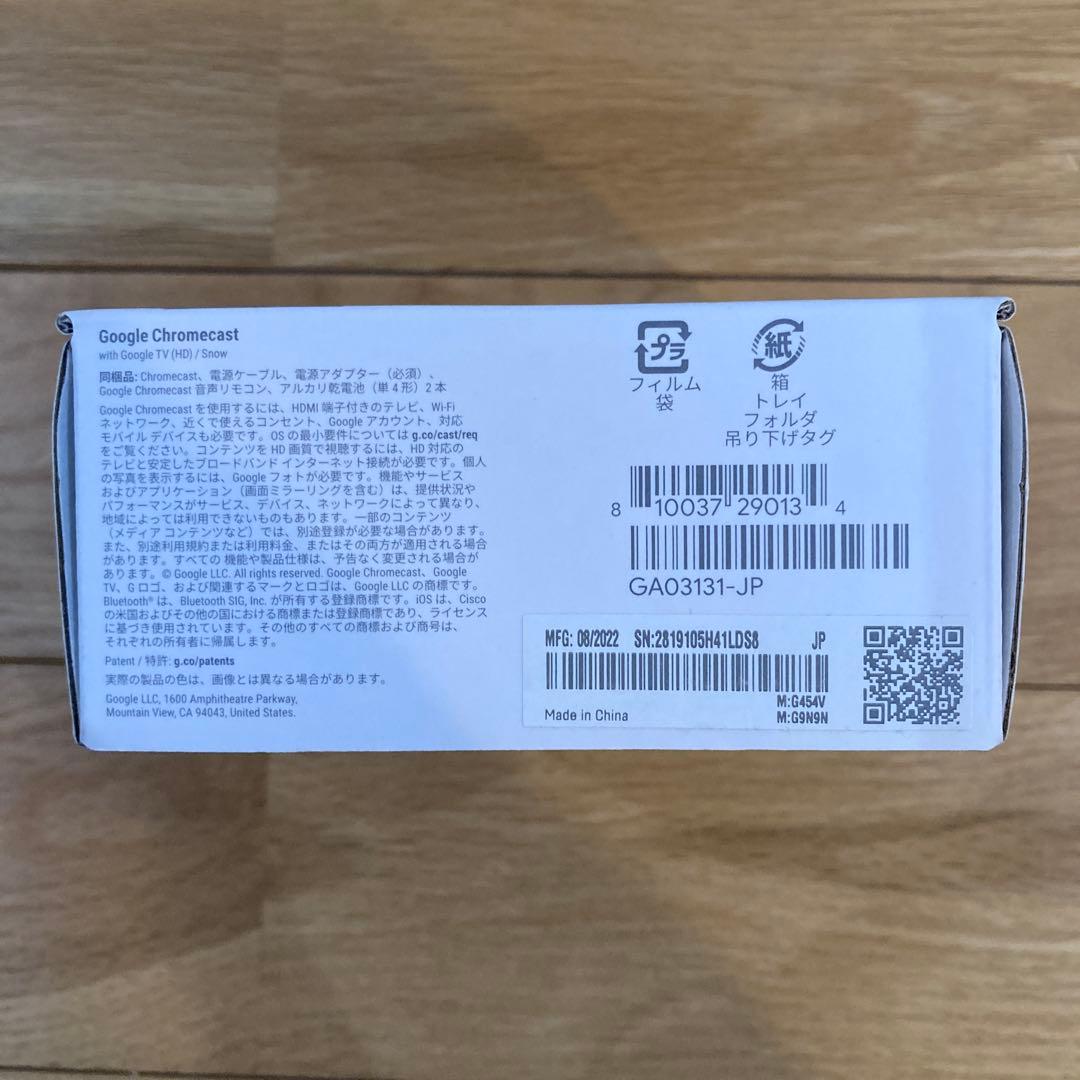 Google Chromecast
with Google TV (HD) / Snow
同梱品: Chromecast、電源ケーブル、電源アダプター（必須）、
Google Chromecast 音声リモコン、アルカリ乾電池（単4形）2本
Google Chromecast を使用するには、HDMI 端子付きのテレビ、Wi-Fi
ネットワーク、近くで使えるコンセント、Google アカウント、対応
モバイル デバイスも必要です。OS の最小要件については g.co/cast/req
をご覧ください。コンテンツを HD 画質で視聴するには、HD 対応の
テレビと安定したブロードバンド インターネット接続が必要です。個人
の写真を表示するには、Google フォトが必要です。機能やサービス
およびアプリケーション（画面ミラーリングを含む）は、提供状況や
パフォーマンスがサービス、デバイス、ネットワークによって異なり、
地域によっては利用できないものもあります。一部のコンテンツ
（メディア コンテンツなど）では、別途登録が必要な場合があります。
また、別途利用規約または利用料金、またはその両方が適用される場合
があります。すべての 機能や製品仕様は、予告なく変更される場合が
あります。© Google LLC. All rights reserved. Google Chromecast、Google
TV、G ロゴ、および関連するマークとロゴは、Google LLC の商標です。
Bluetooth® は、Bluetooth SIG, Inc. が所有する登録商標です。iOS は、Cisco
の米国およびその他の国における商標または登録商標であり、ライセンス
に基づき使用されています。その他のすべての商標および商号は、
それぞれの所有者に帰属します。
Patent / 特許: g.co/patents
実際の製品の色は、画像とは異なる場合があります。
Google LLC, 1600 Amphitheatre Parkway,
Mountain View, CA 94043, United States.
プラ
フィルム
袋
紙
箱
トレイ
フォルダ
吊り下げタグ
8 10037 29013 4
GA03131-JP
MFG: 08/2022 SN:2819105H41LDS8 JP
Made in China
M:G454V
M:G9N9N